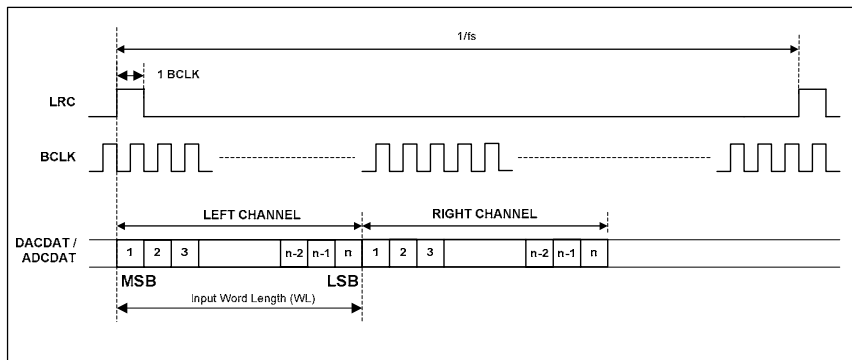 1/fs
1 BCLK
LRC
BCLK
LEFT CHANNEL
RIGHT CHANNEL
DACDAT /
ADCDAT
1 2 3 n-2 n-1 n 1 2 3 n-2 n-1 n
MSB LSB
Input Word Length (WL)